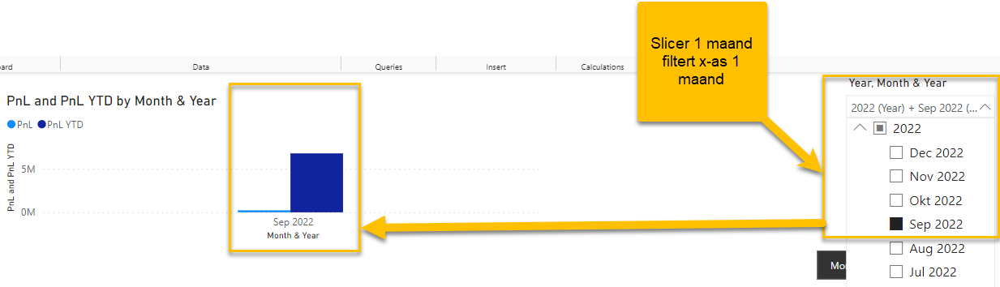 Slicer 1 maand
filtert x-as 1
maand
ard
Data
Queries
Insert
Calculations
PnL and PnL YTD by Month & Year
PnL
PnL YTD
PnL and PnL YTD
5M
0M
Sep 2022
Month & Year
Year, Month & Year
2022 (Year) + Sep 2022 (...
2022
Dec 2022
Nov 2022
Okt 2022
Sep 2022
Aug 2022
Jul 2022